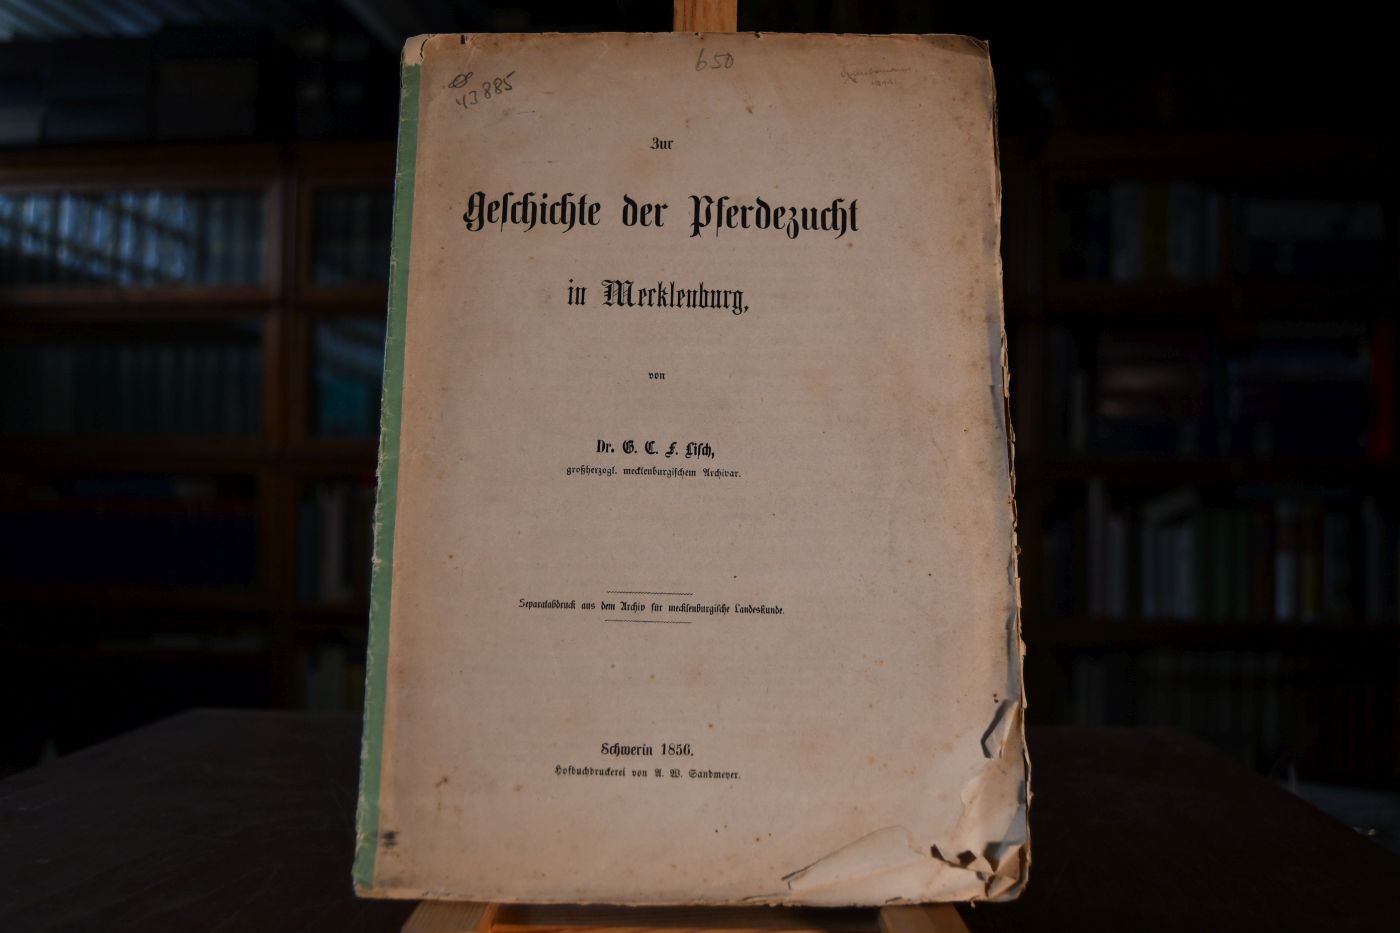 43885
650
Zur
Geschichte der Pferdezucht
in Mecklenburg,
von
Dr. G. C. F. Lisch,
großherzogl. mecklenburgischem Archivar.
Separatabdruck aus dem Archiv für mecklenburgische Landeskunde.
Schwerin 1856.
Hofbuchdruckerei von A. W. Sandmeyer.